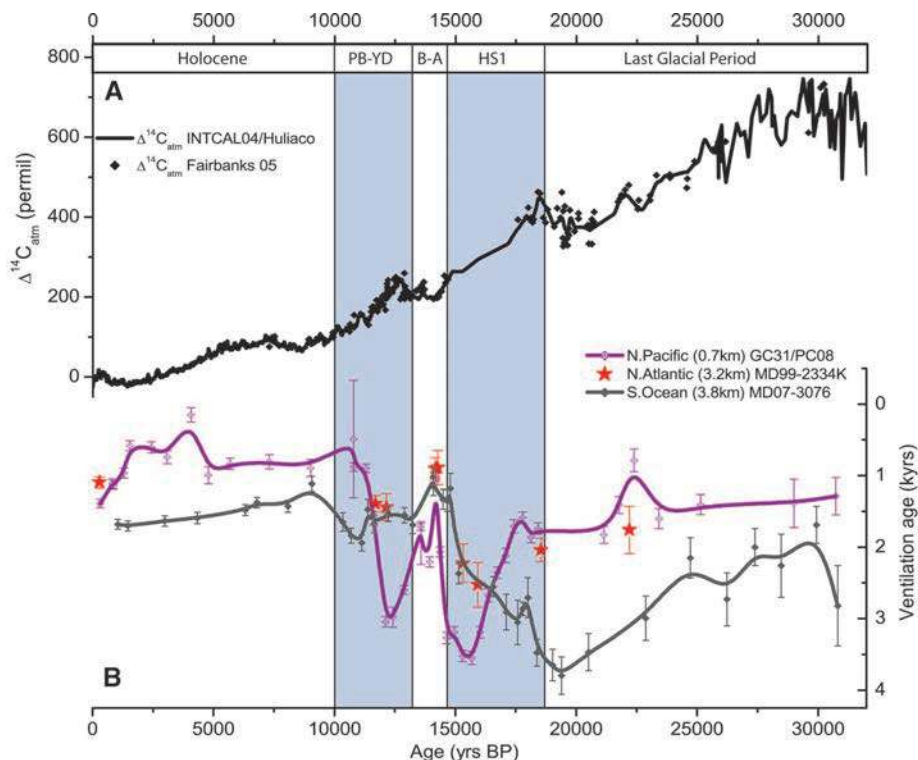 0 5000 10000 15000 20000 25000 30000
Holocene PB-YD B-A HS1 Last Glacial Period
800
600
400
200
0
Δ¹⁴C_atm (permil)
A
Δ¹⁴C_atm INTCAL04/Huliaco
Δ¹⁴C_atm Fairbanks 05
N.Pacific (0.7km) GC31/PC08
N.Atlantic (3.2km) MD99-2334K
S.Ocean (3.8km) MD07-3076
0
1
2
3
4
Ventilation age (kyrs)
B
0 5000 10000 15000 20000 25000 30000
Age (yrs BP)